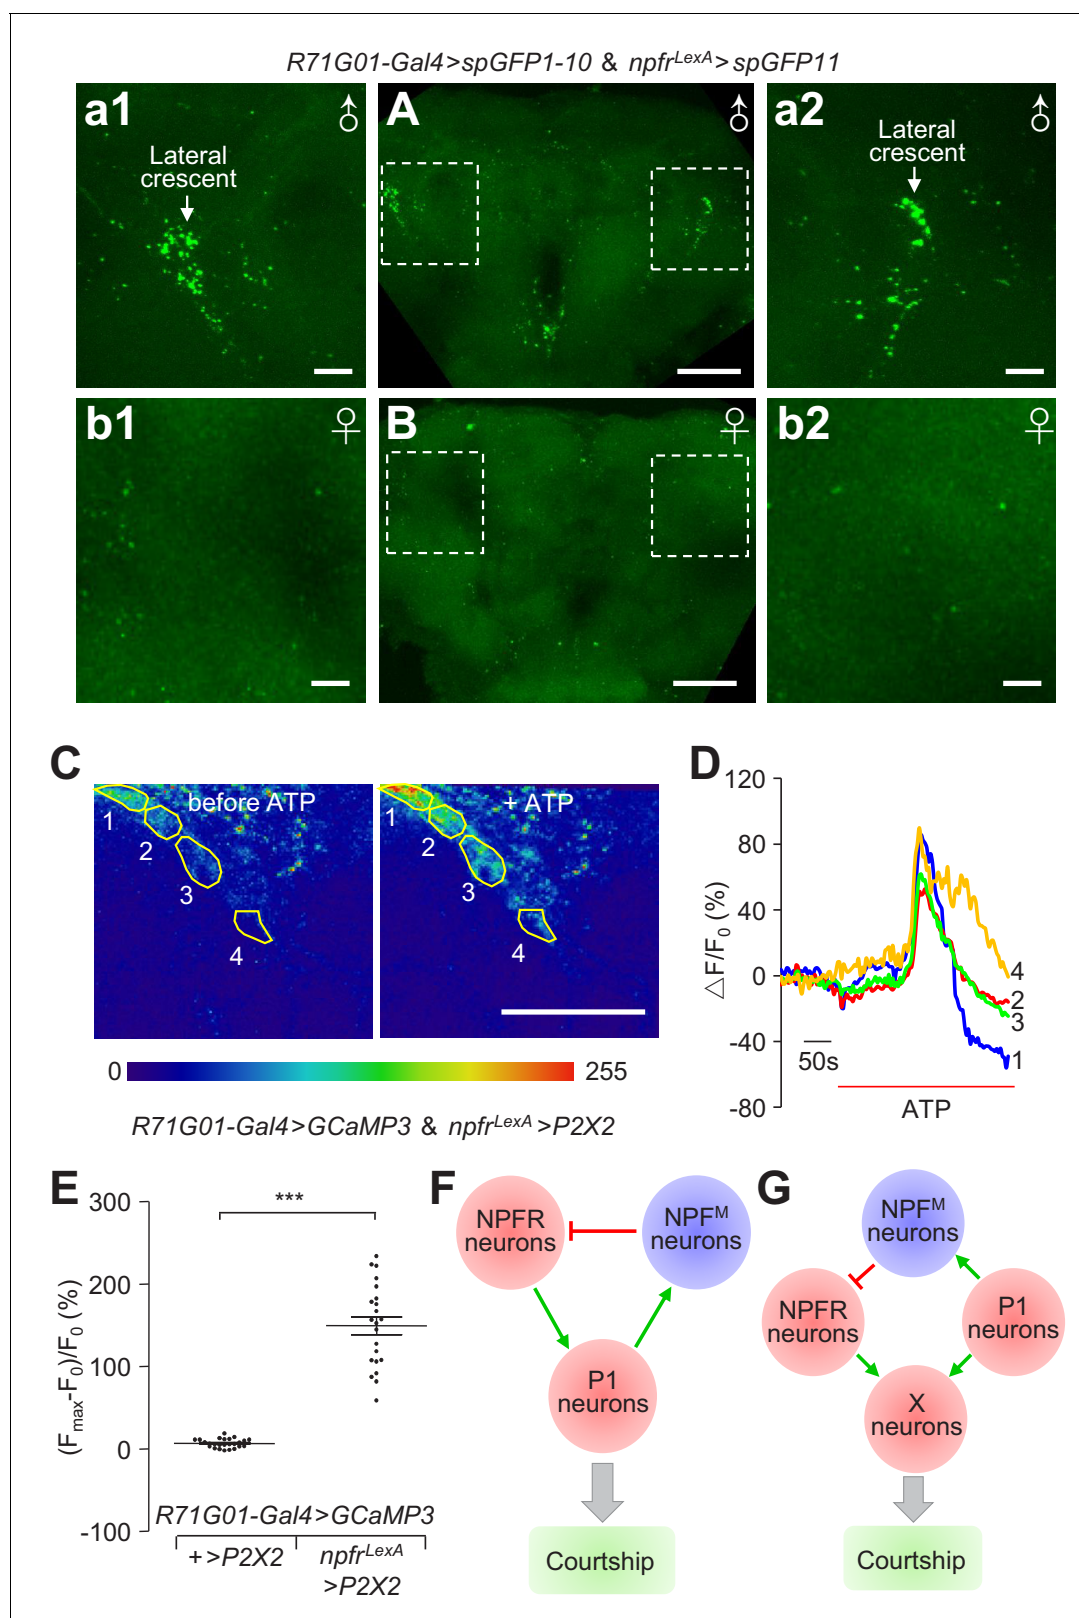 R71G01-Gal4>spGFP1-10 & npfrLexA>spGFP11
a1
♂
Lateral
crescent
A
♂
a2
♂
Lateral
crescent
b1
♀
B
♀
b2
♀
C
before ATP
1
2
3
4
+ ATP
1
2
3
4
0
255
R71G01-Gal4>GCaMP3 & npfrLexA>P2X2
D
△F/F0 (%)
120
80
40
0
-40
-80
50s
ATP
4
2
3
1
E
(Fmax-F0)/F0 (%)
300
200
100
0
-100
***
R71G01-Gal4>GCaMP3
+>P2X2
npfrLexA
>P2X2
F
NPFR
neurons
NPFM
neurons
P1
neurons
Courtship
G
NPFM
neurons
NPFR
neurons
P1
neurons
X
neurons
Courtship